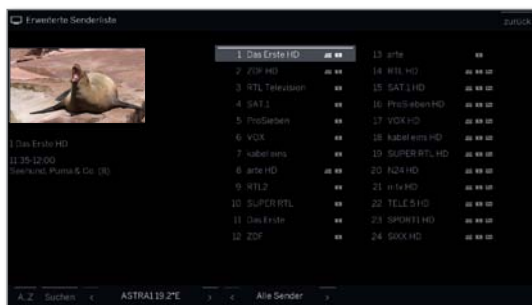 Erweiterte Senderliste
zurück
1 Das Erste HD
2 ZDF HD
3 RTL Television
4 SAT.1
5 ProSieben
6 VOX
7 kabel eins
8 arte HD
9 RTL2
10 SUPER RTL
11 Das Erste
12 ZDF
13 arte
14 RTL HD
15 SAT.1 HD
16 ProSieben HD
17 VOX HD
18 kabel eins HD
19 SUPER RTL HD
20 N24 HD
21 n-tv HD
22 TELE 5 HD
23 SPORT1 HD
24 SIXX HD
1 Das Erste HD
11:35-12:00
Seehund, Puma & Co. (8)
A..Z Suchen < ASTRA1 19.2°E > < Alle Sender >